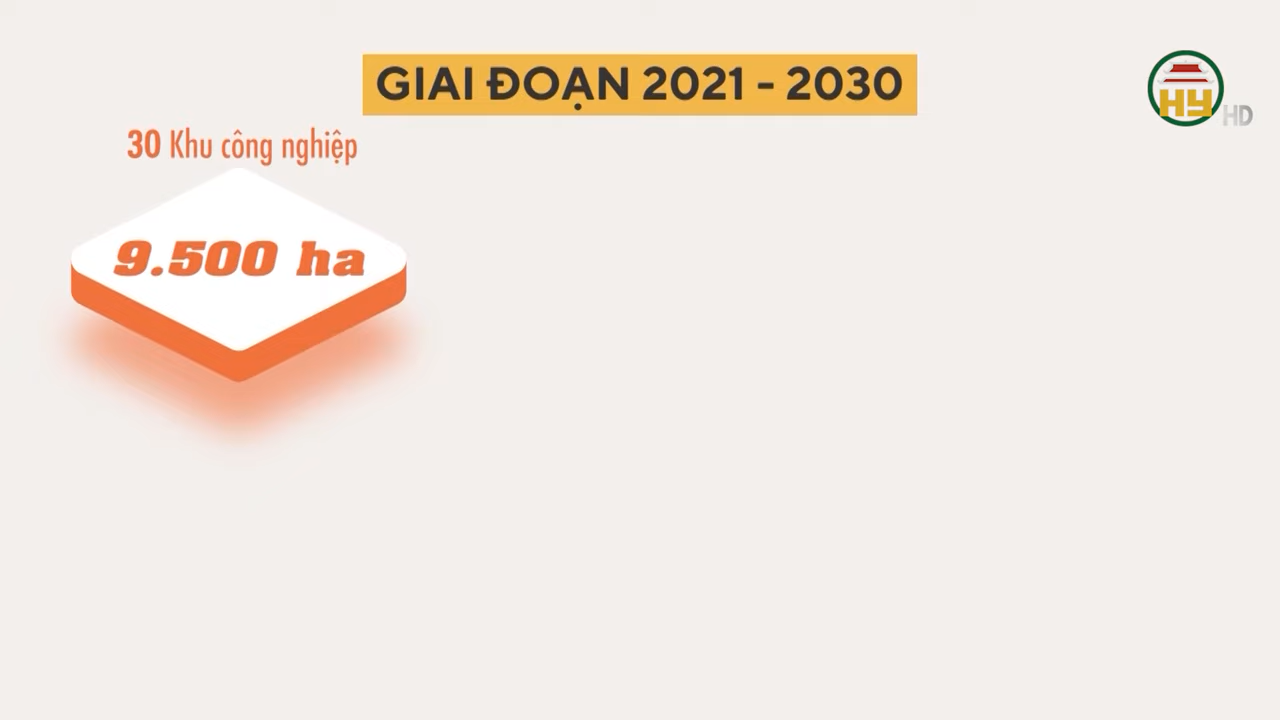 GIAI ĐOẠN 2021 - 2030
HY HD
30 Khu công nghiệp
9.500 ha